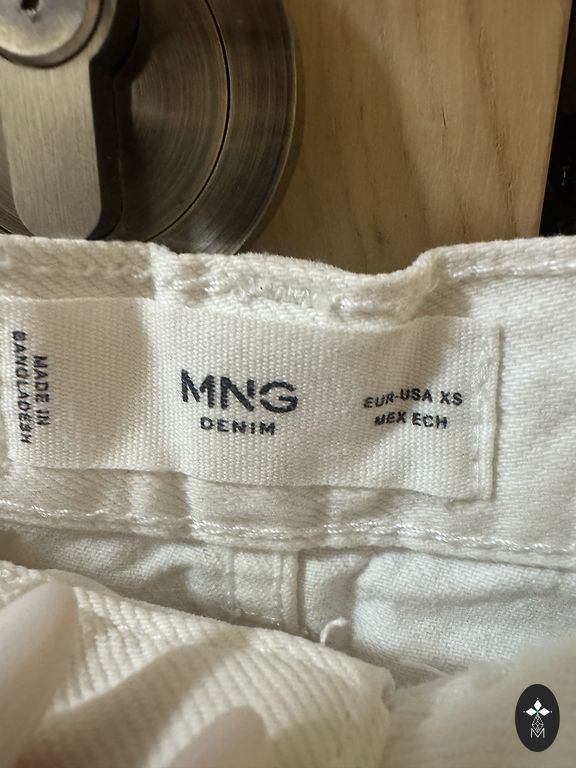 MADE IN
BANGLADESH
MNG
DENIM
EUR-USA XS
MEX ECH